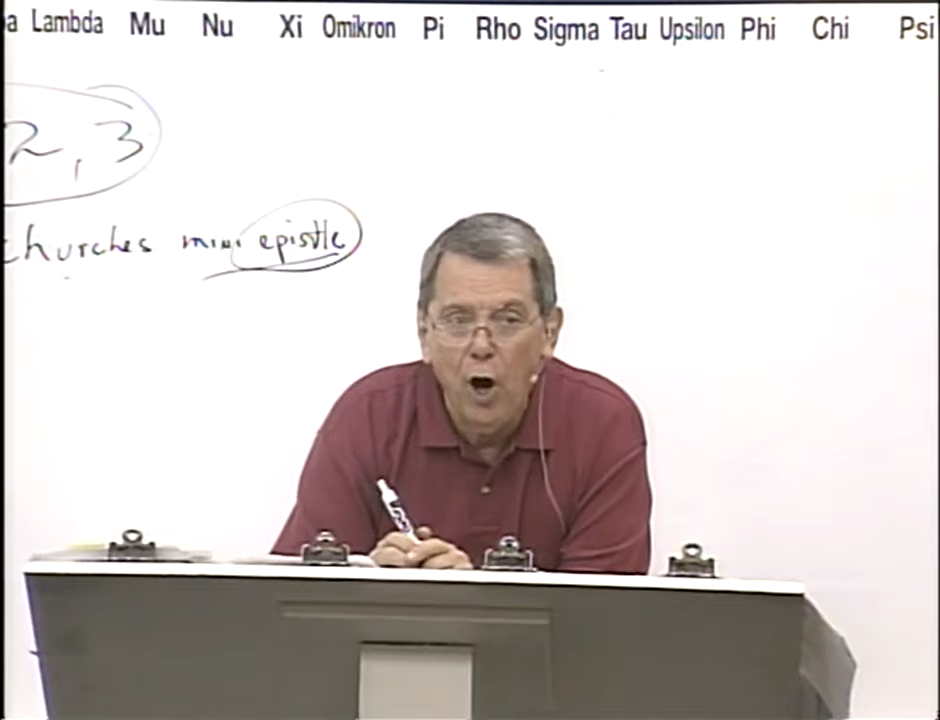 Lambda Mu Nu Xi Omikron Pi Rho Sigma Tau Upsilon Phi Chi Psi
2, 3
churches mini epistle